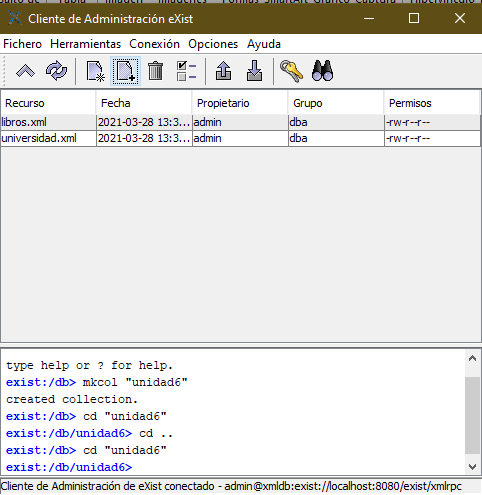 Cliente de Administración eXist
Fichero Herramientas Conexión Opciones Ayuda
Recurso Fecha Propietario Grupo Permisos
libros.xml 2021-03-28 13:3... admin dba -rw-r--r--
universidad.xml 2021-03-28 13:3... admin dba -rw-r--r--
type help or ? for help.
exist:/db> mkcol "unidad6"
created collection.
exist:/db> cd "unidad6"
exist:/db/unidad6> cd ..
exist:/db> cd "unidad6"
exist:/db/unidad6>
Cliente de Administración de eXist conectado - admin@xmldb:exist://localhost:8080/exist/xmlrpc